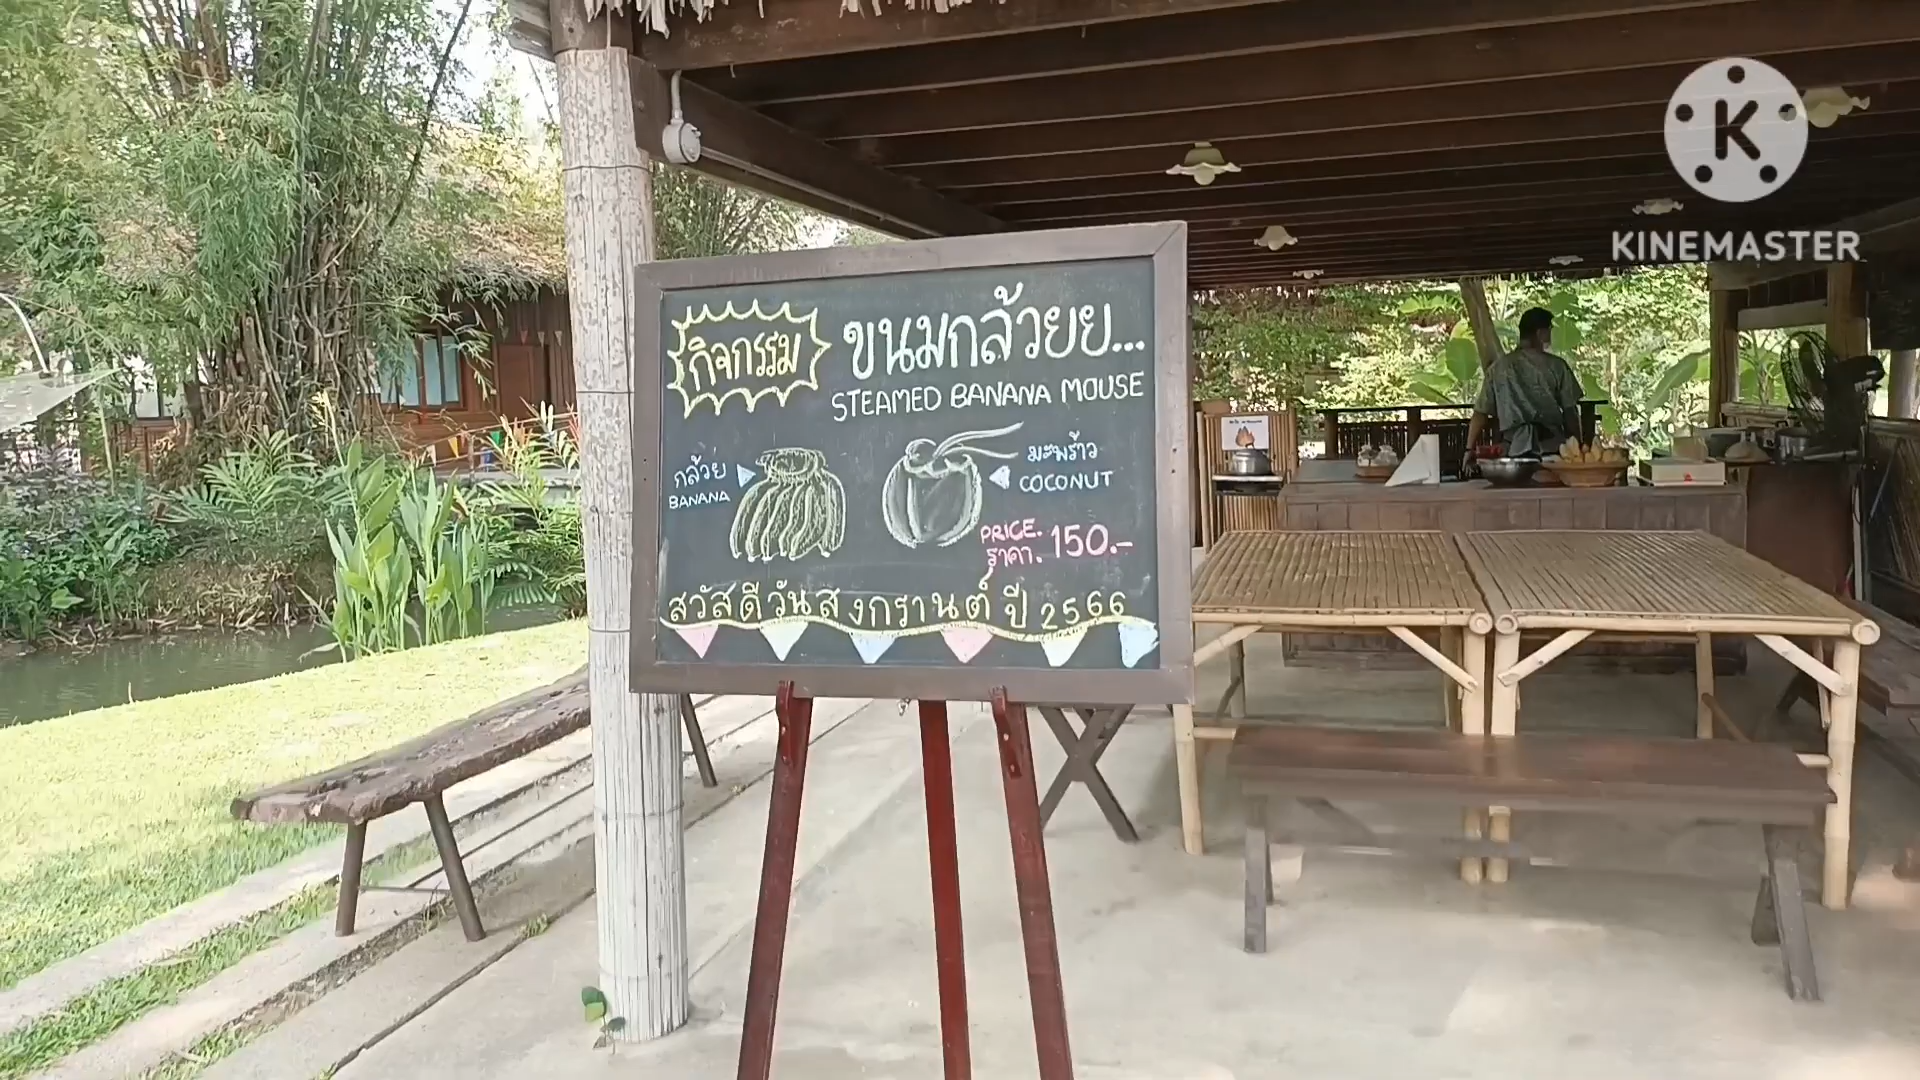 กิจกรรม ขนมกล้วยย...
STEAMED BANANA MOUSE
กล้วย
BANANA
มะพร้าว
COCONUT
PRICE.
ราคา. 150.-
สวัสดีวันสงกรานต์ ปี 2566
K
KINEMASTER